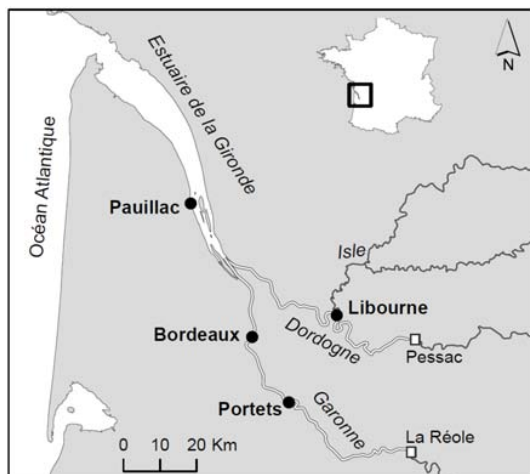 Océan Atlantique
Estuaire de la Gironde
N
Pauillac
Isle
Libourne
Dordogne
Bordeaux
Pessac
Portets
Garonne
La Réole
0 10 20 Km